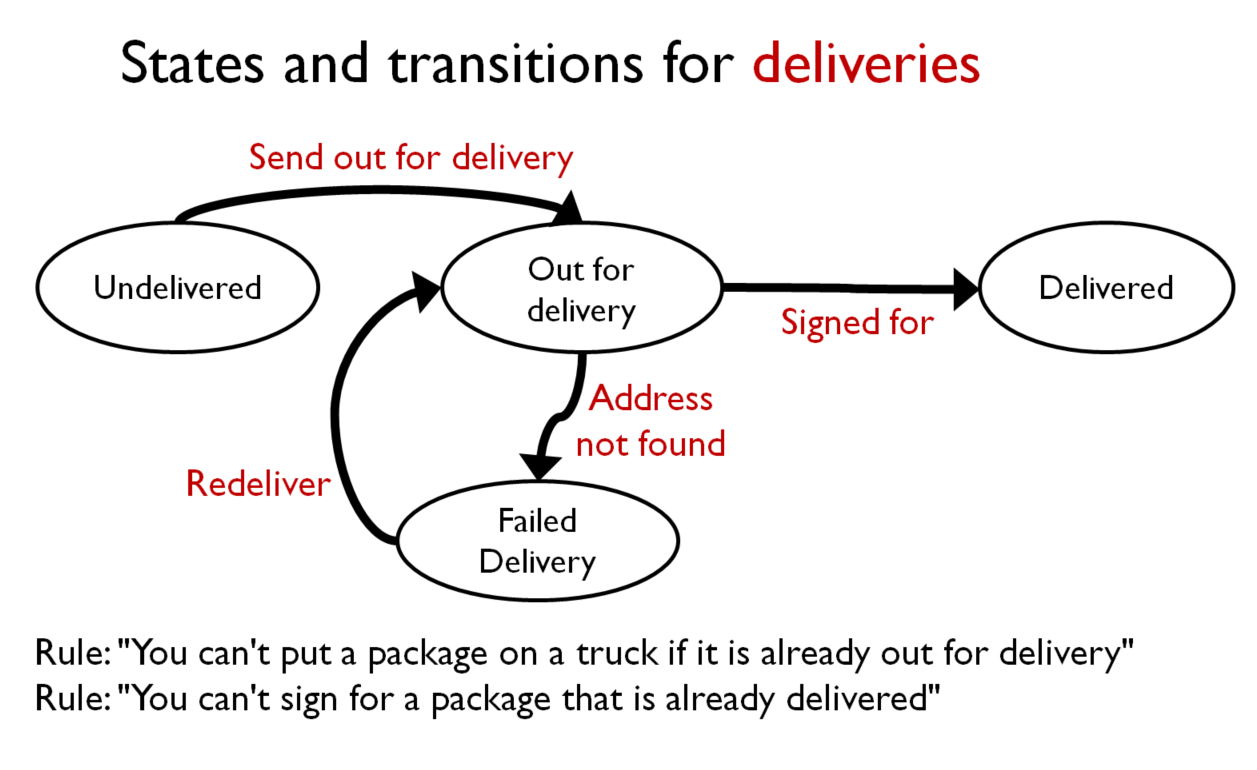 States and transitions for deliveries
Send out for delivery
Undelivered
Out for
delivery
Delivered
Signed for
Address
not found
Redeliver
Failed
Delivery
Rule: "You can't put a package on a truck if it is already out for delivery"
Rule: "You can't sign for a package that is already delivered"